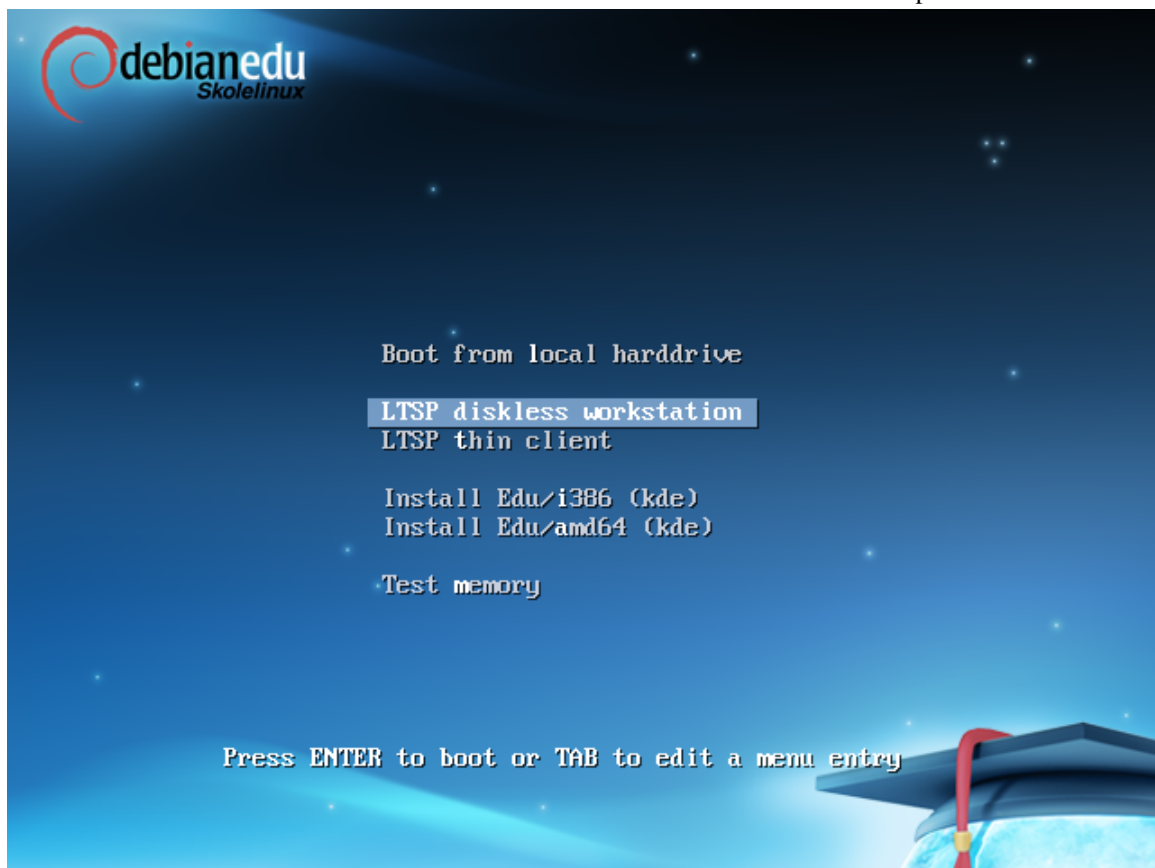 debianedu
Skolelinux
Boot from local harddrive
LTSP diskless workstation
LTSP thin client
Install Edu/i386 (kde)
Install Edu/amd64 (kde)
Test memory
Press ENTER to boot or TAB to edit a menu entry